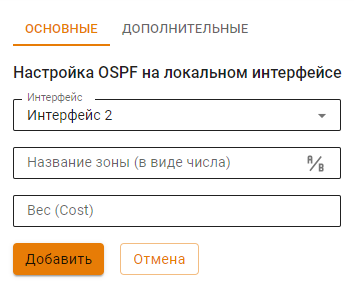 ОСНОВНЫЕ ДОПОЛНИТЕЛЬНЫЕ
Настройка OSPF на локальном интерфейсе
Интерфейс
Интерфейс 2
Название зоны (в виде числа) A/B
Вес (Cost)
Добавить Отмена